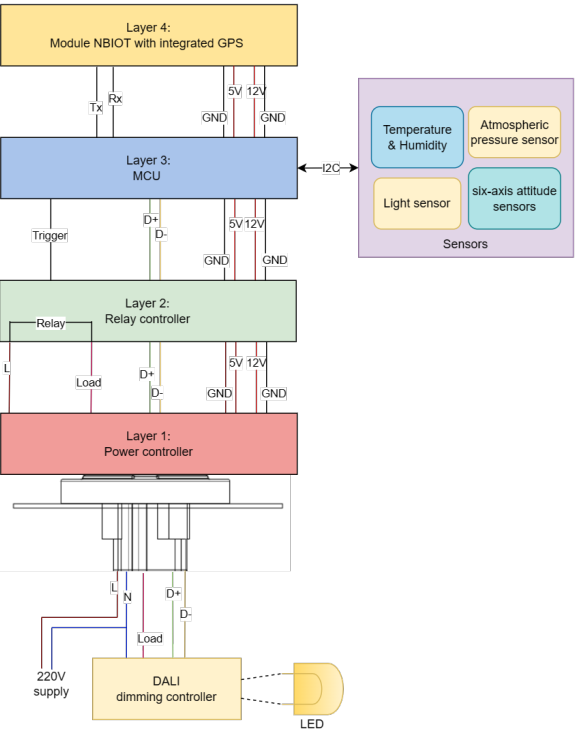 Layer 4:
Module NBIOT with integrated GPS
Tx
Rx
5V
12V
GND
GND
Layer 3:
MCU
I2C
Temperature
& Humidity
Atmospheric
pressure sensor
Light sensor
six-axis attitude
sensors
Sensors
Trigger
D+
D-
5V
12V
GND
GND
Layer 2:
Relay controller
Relay
L
Load
D+
D-
5V
12V
GND
GND
Layer 1:
Power controller
L
N
D+
D-
Load
220V
supply
DALI
dimming controller
LED